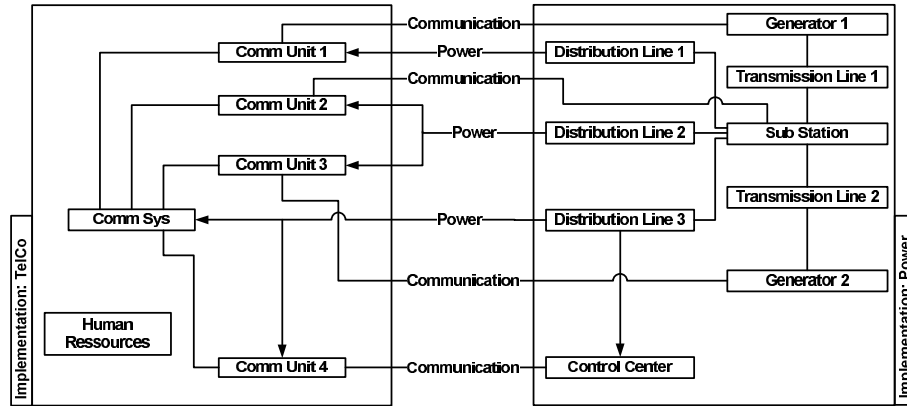 Communication
Generator 1
Comm Unit 1
Power
Distribution Line 1
Communication
Transmission Line 1
Comm Unit 2
Power
Distribution Line 2
Sub Station
Comm Unit 3
Transmission Line 2
Comm Sys
Power
Distribution Line 3
Communication
Generator 2
Human
Ressources
Comm Unit 4
Communication
Control Center
Implementation: TelCo
Implementation: Power